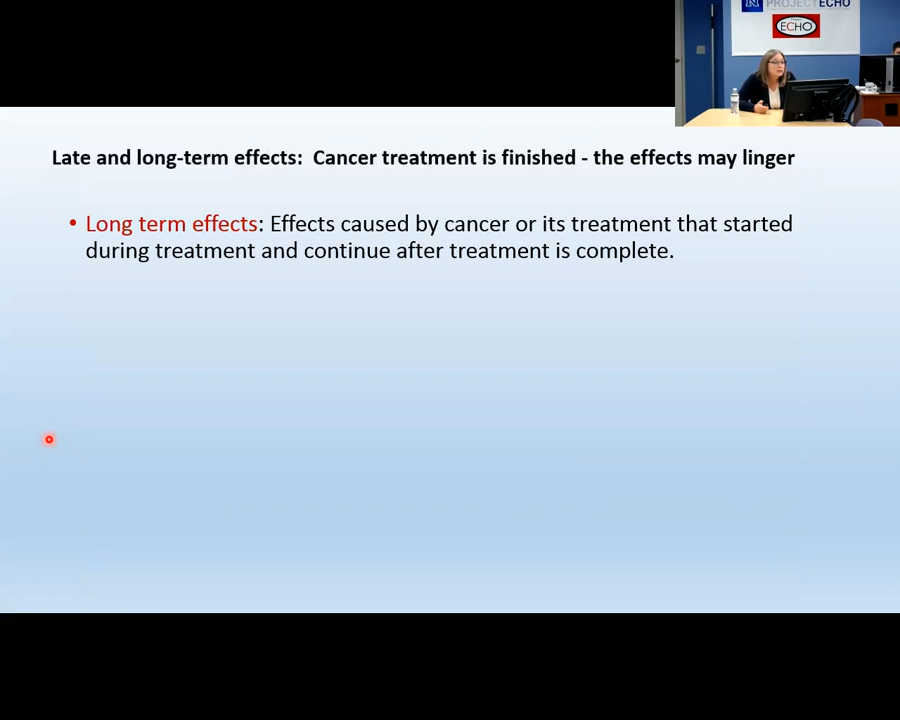 N PROJECT ECHO
ECHO
Late and long-term effects:  Cancer treatment is finished - the effects may linger
• Long term effects: Effects caused by cancer or its treatment that started
during treatment and continue after treatment is complete.